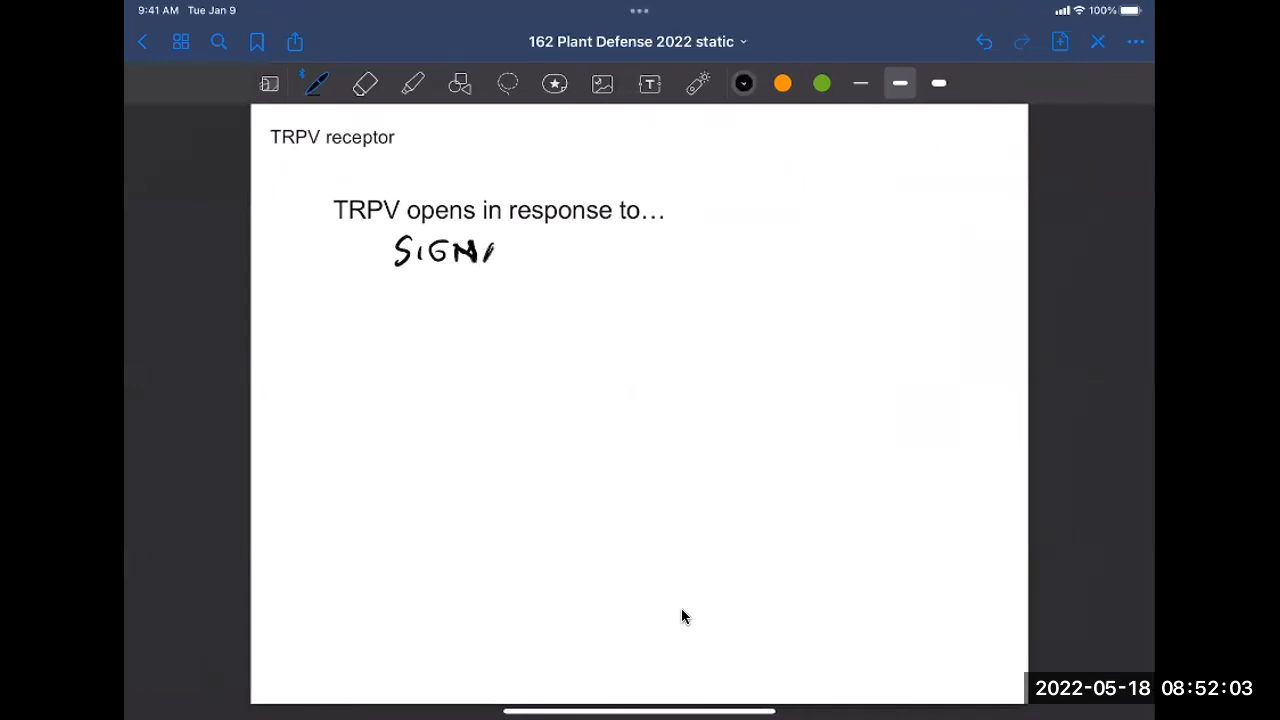 9:41 AM Tue Jan 9
100%
162 Plant Defense 2022 static
T
TRPV receptor
TRPV opens in response to…
2022-05-18 08:52:03